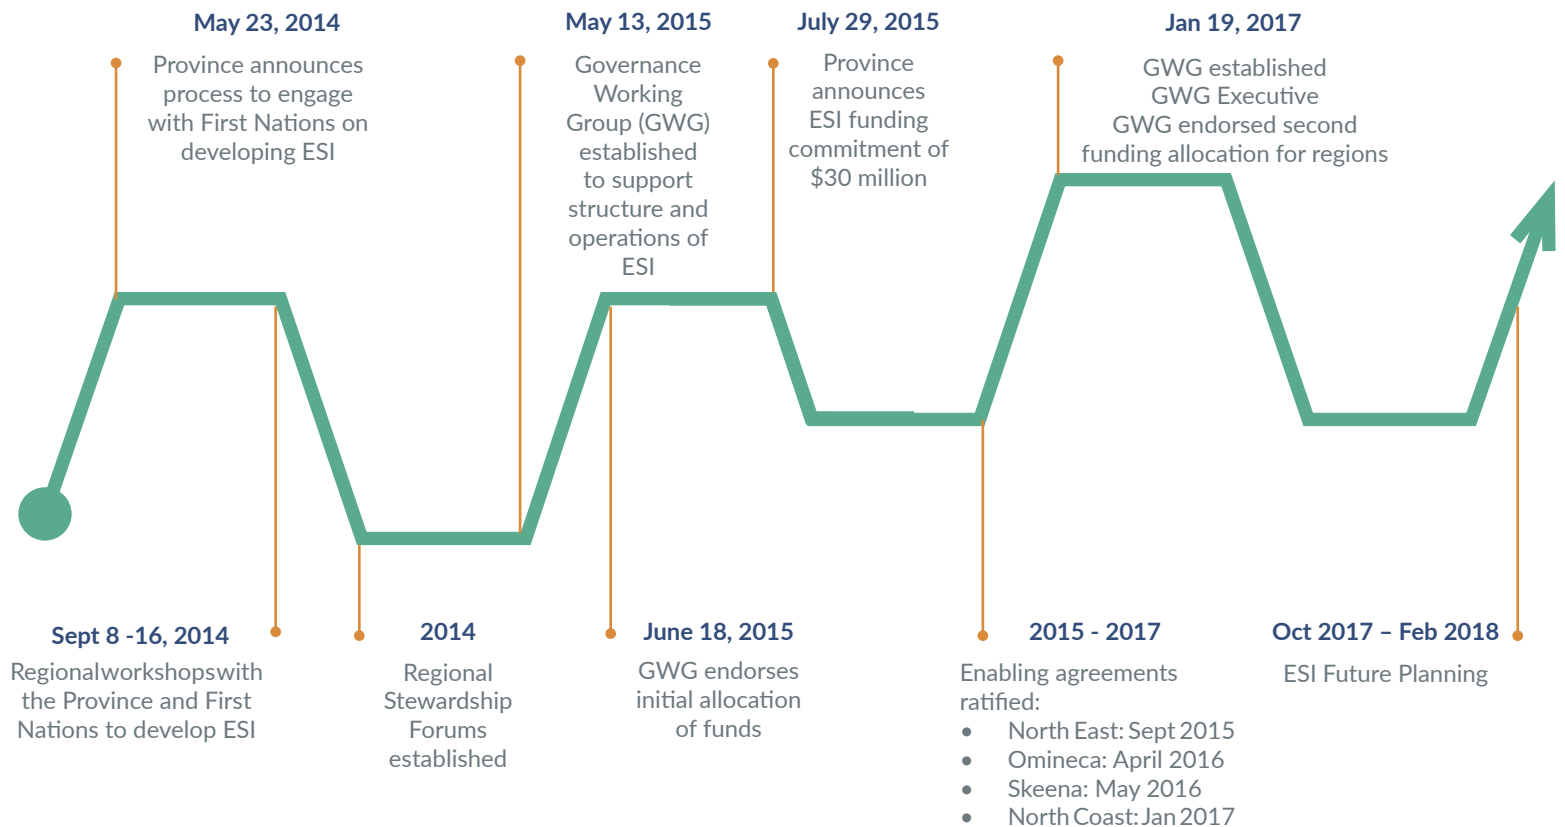 May 23, 2014
Province announces
process to engage
with First Nations on
developing ESI
May 13, 2015
Governance
Working
Group (GWG)
established
to support
structure and
operations of
ESI
July 29, 2015
Province
announces
ESI funding
commitment of
$30 million
Jan 19, 2017
GWG established
GWG Executive
GWG endorsed second
funding allocation for regions
Sept 8 -16, 2014
Regional workshops with
the Province and First
Nations to develop ESI
2014
Regional
Stewardship
Forums
established
June 18, 2015
GWG endorses
initial allocation
of funds
2015 - 2017
Enabling agreements
ratified:
• North East: Sept 2015
• Omineca: April 2016
• Skeena: May 2016
• North Coast: Jan 2017
Oct 2017 – Feb 2018
ESI Future Planning